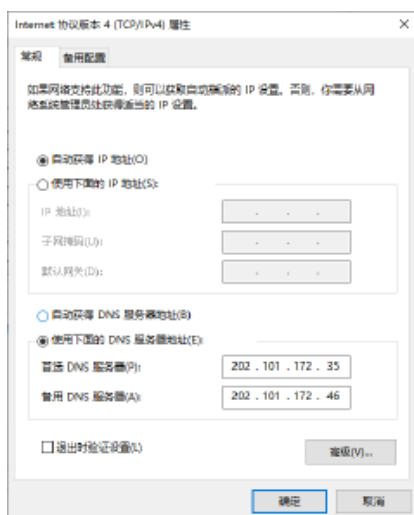 Internet 协议版本 4 (TCP/IPv4) 属性
常规 备用配置
如果网络支持此功能，则可以获取自动指派的 IP 设置。否则，你需要从网
络系统管理员处获得适当的 IP 设置。
自动获得 IP 地址(O)
使用下面的 IP 地址(S):
IP 地址(I):
子网掩码(U):
默认网关(D):
自动获得 DNS 服务器地址(B)
使用下面的 DNS 服务器地址(E):
首选 DNS 服务器(P): 202 . 101 . 172 . 35
备用 DNS 服务器(A): 202 . 101 . 172 . 46
退出时验证设置(L)
高级(V)...
确定 取消